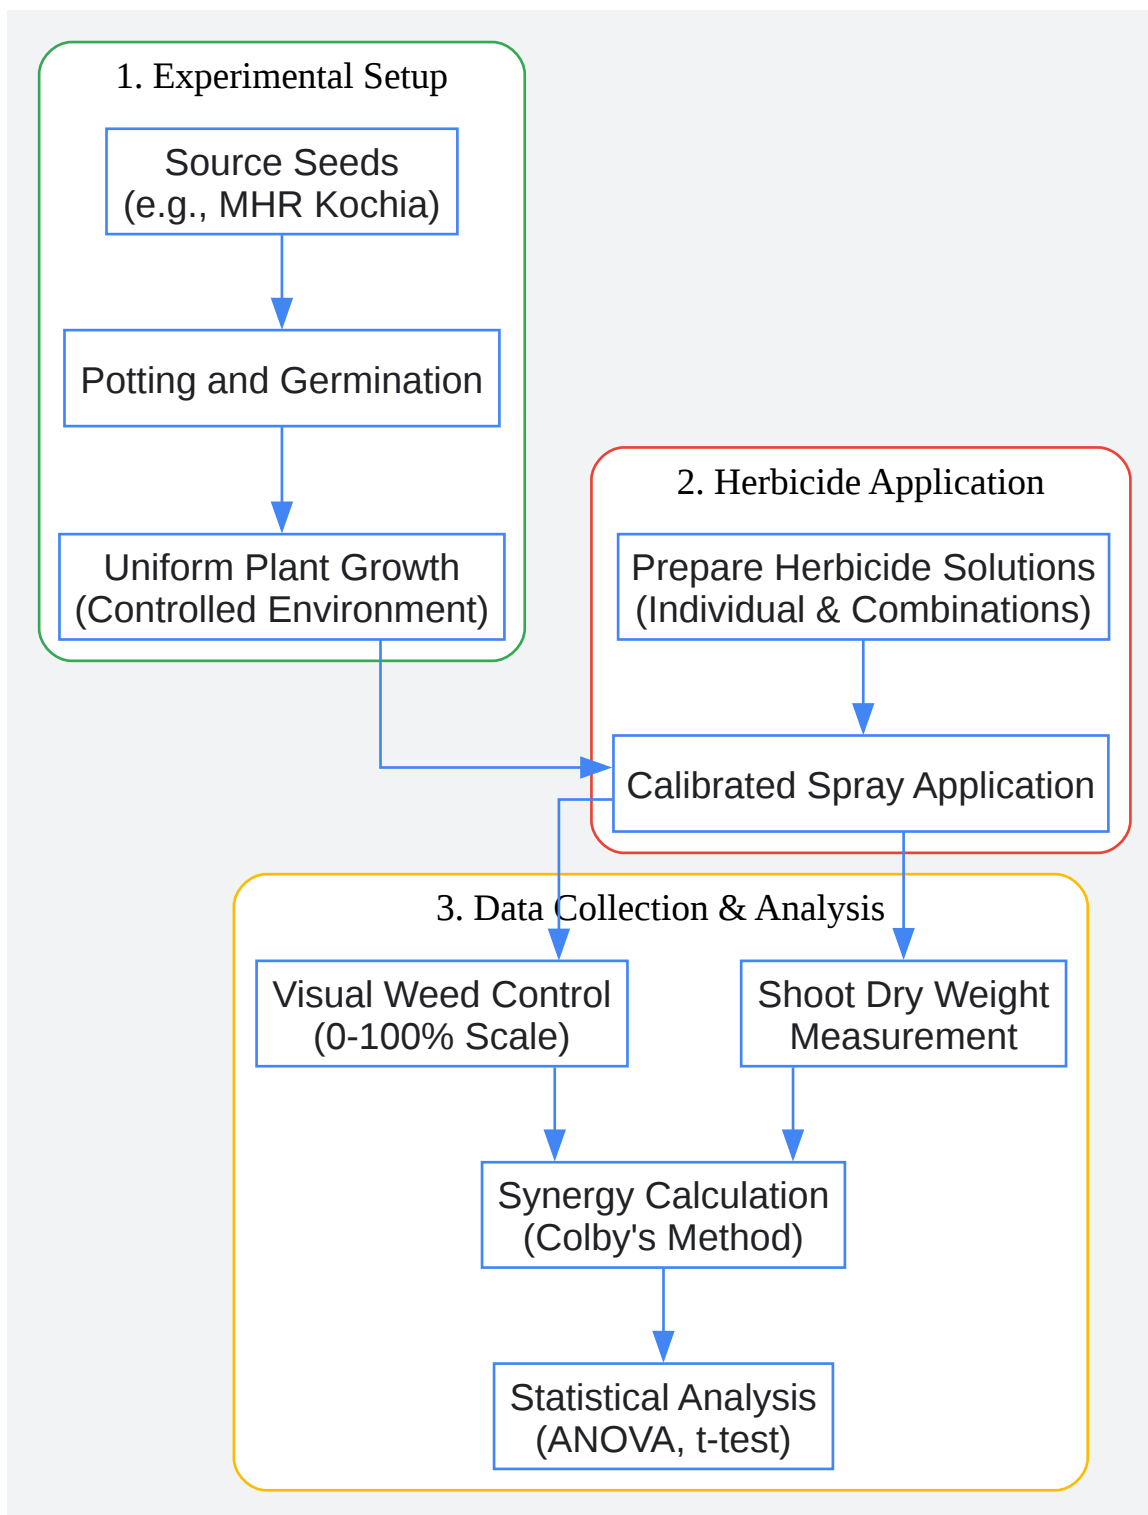 1. Experimental Setup
Source Seeds
(e.g., MHR Kochia)
Potting and Germination
Uniform Plant Growth
(Controlled Environment)
2. Herbicide Application
Prepare Herbicide Solutions
(Individual & Combinations)
Calibrated Spray Application
3. Data Collection & Analysis
Visual Weed Control
(0-100% Scale)
Shoot Dry Weight
Measurement
Synergy Calculation
(Colby's Method)
Statistical Analysis
(ANOVA, t-test)